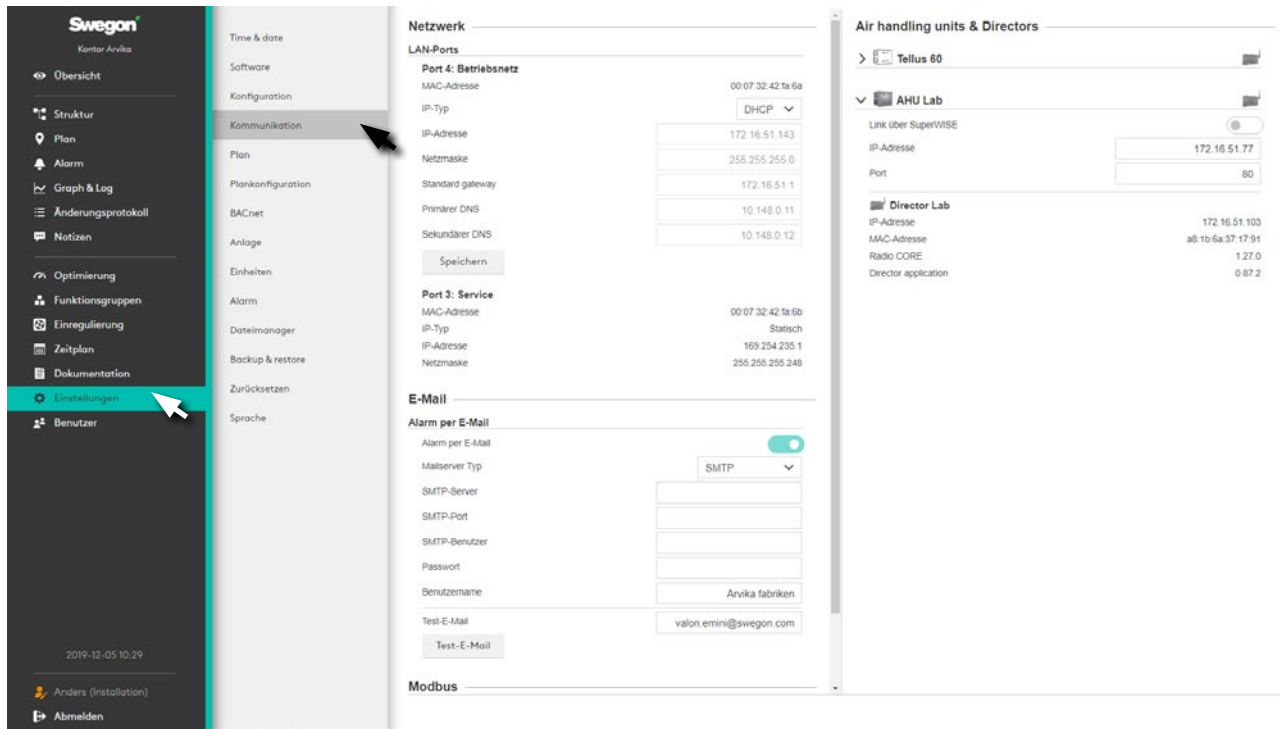 Swegon
Kontor Arvika
Übersicht
Struktur
Plan
Alarm
Graph & Log
Änderungsprotokoll
Notizen
Optimierung
Funktionsgruppen
Einregulierung
Zeitplan
Dokumentation
Einstellungen
Benutzer
2019-12-05 10:29
Anders (Installation)
Abmelden
Time & date
Software
Konfiguration
Kommunikation
Plan
Plankonfiguration
BACnet
Anlage
Einheiten
Alarm
Dateimanager
Backup & restore
Zurücksetzen
Sprache
Netzwerk
LAN-Ports
Port 4: Betriebsnetz
MAC-Adresse 00:07:32:42:fa:6a
IP-Typ DHCP
IP-Adresse 172.16.51.143
Netzmaske 255.255.255.0
Standard gateway 172.16.51.1
Primärer DNS 10.148.0.11
Sekundärer DNS 10.148.0.12
Speichern
Port 3: Service
MAC-Adresse 00:07:32:42:fa:6b
IP-Typ Statisch
IP-Adresse 169.254.235.1
Netzmaske 255.255.255.248
E-Mail
Alarm per E-Mail
Alarm per E-Mail
Mailserver Typ SMTP
SMTP-Server
SMTP-Port
SMTP-Benutzer
Passwort
Benutzername Arvika fabriken
Test-E-Mail valon.emini@swegon.com
Test-E-Mail
Modbus
Air handling units & Directors
Tellus 60
AHU Lab
Link über SuperWISE
IP-Adresse 172.16.51.77
Port 80
Director Lab
IP-Adresse 172.16.51.103
MAC-Adresse a6:1b:6a:37:17:91
Radio CORE 1.27.0
Director application 0.87.2